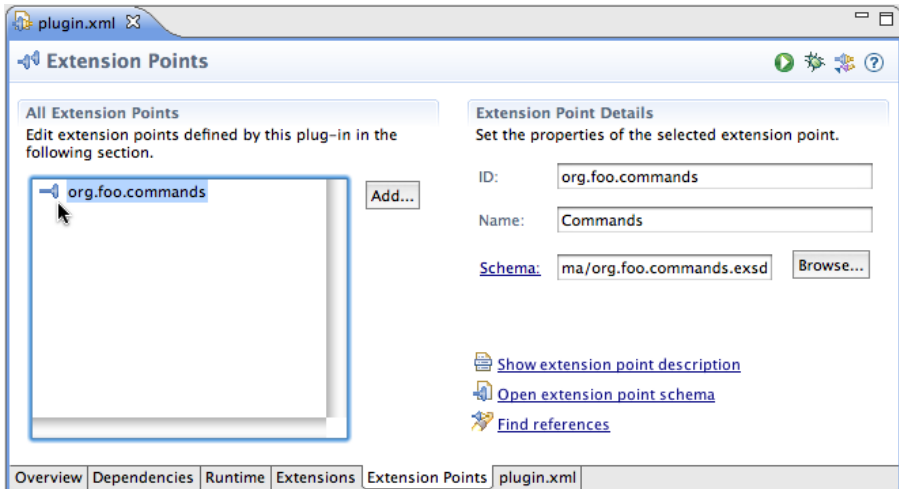 plugin.xml
Extension Points
All Extension Points
Edit extension points defined by this plug-in in the
following section.
org.foo.commands
Add...
Extension Point Details
Set the properties of the selected extension point.
ID:
org.foo.commands
Name:
Commands
Schema:
ma/org.foo.commands.exsd
Browse...
Show extension point description
Open extension point schema
Find references
Overview Dependencies Runtime Extensions Extension Points plugin.xml